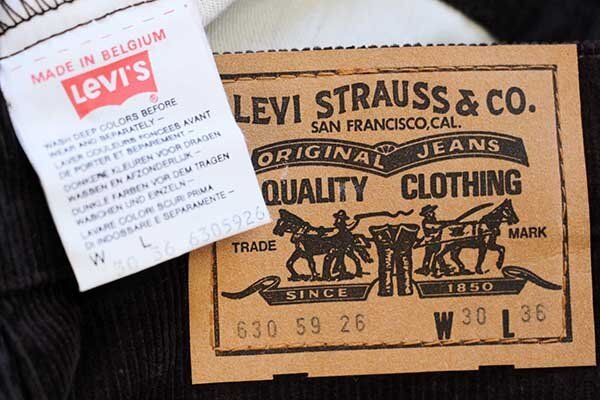 MADE IN BELGIUM
LEVI'S
WASH DEEP COLORS BEFORE
WEAR AND SEPARATELY –
LAVER COULEURS FONCEES AVANT
DE PORTER ET SEPAREMENT –
DONKERE KLEUREN VOOR DRAGEN
WASSEN EN AFZONDERLIJK –
DUNKLE FARBEN VOR DEM TRAGEN
WASCHEN UND EINZELN –
LAVARE COLORI SCURI PRIMA
DI INDOSSARE E SEPARAMENTE –
W L
30 36 6305926
LEVI STRAUSS & CO.
SAN FRANCISCO, CAL.
ORIGINAL JEANS
QUALITY CLOTHING
TRADE MARK
SINCE 1850
630 59 26 W 30 L 36